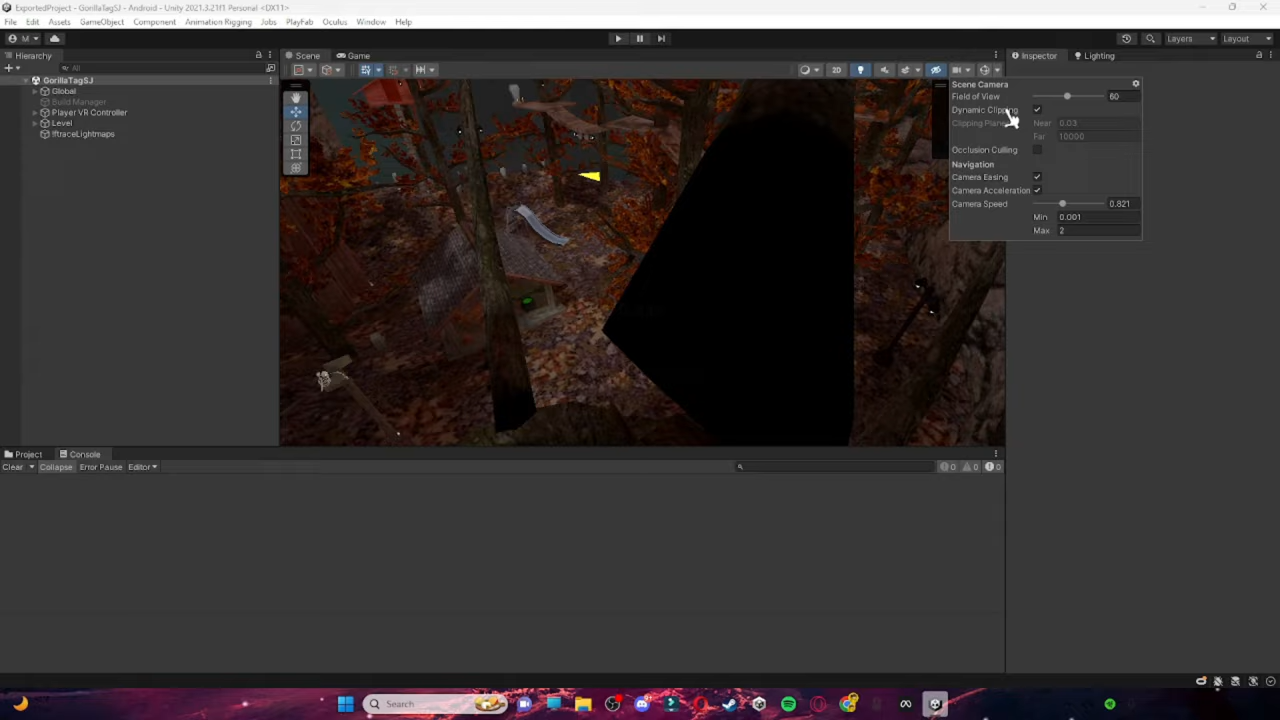 ExportedProject - GorillaTagSJ - Android - Unity 2021.3.21f1 Personal <DX11>
File Edit Assets GameObject Component Animation Rigging Jobs PlayFab Oculus Window Help
M Layers Layout
Hierarchy Scene Game Inspector Lighting
All
2D
GorillaTagSJ
Global
Build Manager
Player VR Controller
Level
!ftraceLightmaps
Scene Camera
Field of View 60
Dynamic Clipping
Clipping Plane Near 0.03
Far 10000
Occlusion Culling
Navigation
Camera Easing
Camera Acceleration
Camera Speed 0.821
Min 0.001
Max 2
Project Console
Clear Collapse Error Pause Editor 0 0 0
Search